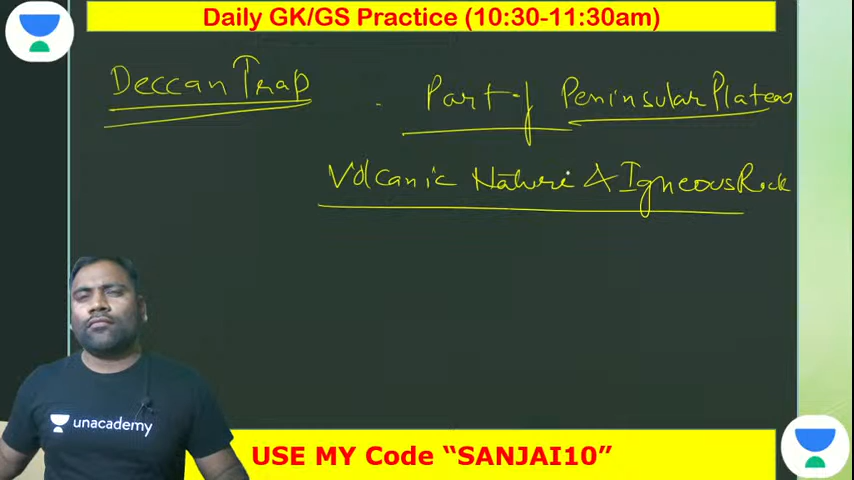 Daily GK/GS Practice (10:30-11:30am)
Deccan Trap
Part of Peninsular Plateau
Volcanic Nature & Igneous Rock
unacademy
USE MY Code “SANJAI10”